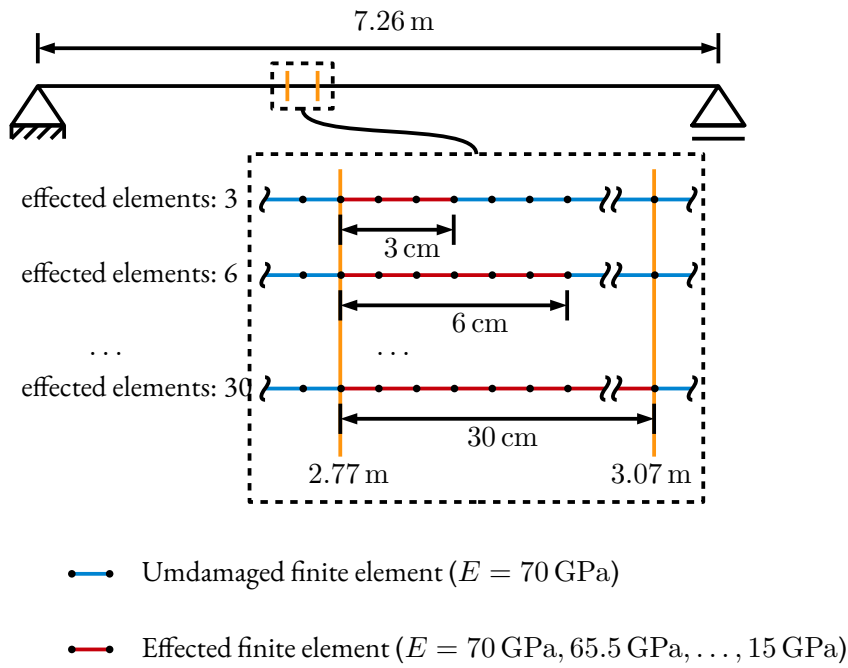 7.26 m
effected elements: 3
3 cm
effected elements: 6
6 cm
. . .
. . .
effected elements: 30
30 cm
2.77 m
3.07 m
Umdamaged finite element (E = 70 GPa)
Effected finite element (E = 70 GPa, 65.5 GPa, . . . , 15 GPa)